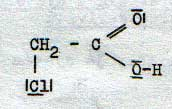 O
CH2 - C
O-H
|Cl|